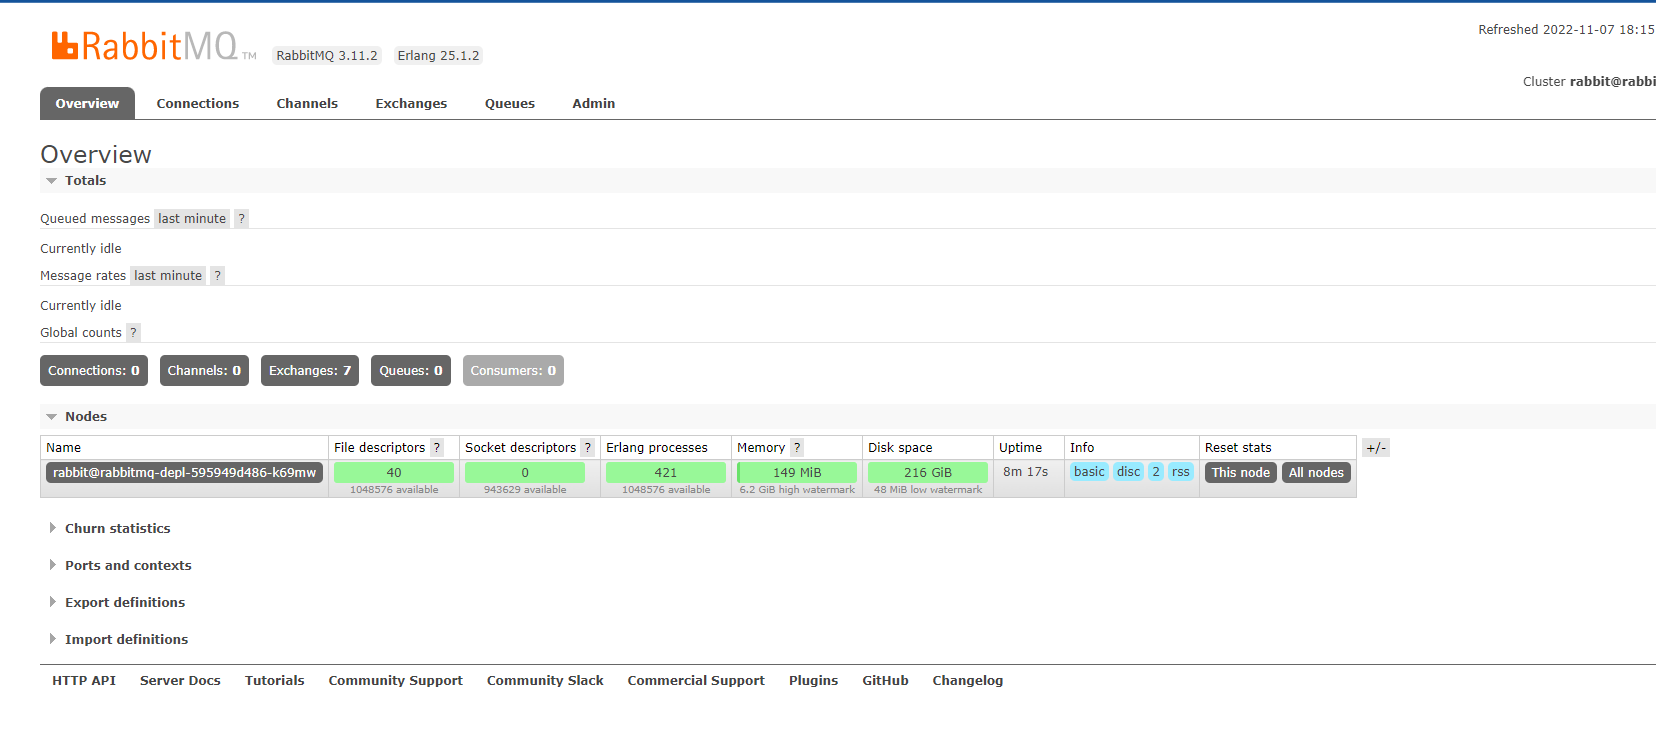 Refreshed 2022-11-07 18:15
RabbitMQ TM RabbitMQ 3.11.2 Erlang 25.1.2
Cluster rabbit@rabbi
Overview Connections Channels Exchanges Queues Admin
Overview
Totals
Queued messages last minute ?
Currently idle
Message rates last minute ?
Currently idle
Global counts ?
Connections: 0 Channels: 0 Exchanges: 7 Queues: 0 Consumers: 0
Nodes
Name File descriptors ? Socket descriptors ? Erlang processes Memory ? Disk space Uptime Info Reset stats +/-
rabbit@rabbitmq-depl-595949d486-k69mw 40 0 421 149 MiB 216 GiB 8m 17s basic disc 2 rss This node All nodes
1048576 available 943629 available 1048576 available 6.2 GiB high watermark 48 MiB low watermark
Churn statistics
Ports and contexts
Export definitions
Import definitions
HTTP API Server Docs Tutorials Community Support Community Slack Commercial Support Plugins GitHub Changelog